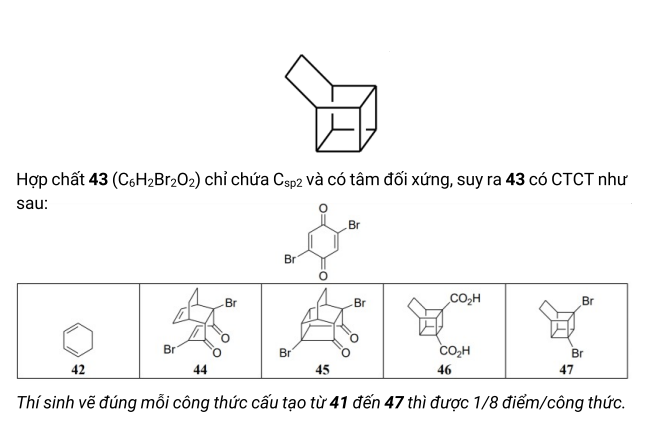 Hợp chất 43 (C₆H₂Br₂O₂) chỉ chứa Csp2 và có tâm đối xứng, suy ra 43 có CTCT như
sau:
O
Br
Br
O
Br
O
Br
O
Br
O
Br
O
CO₂H
CO₂H
Br
Br
42
44
45
46
47
Thí sinh vẽ đúng mỗi công thức cấu tạo từ 41 đến 47 thì được 1/8 điểm/công thức.